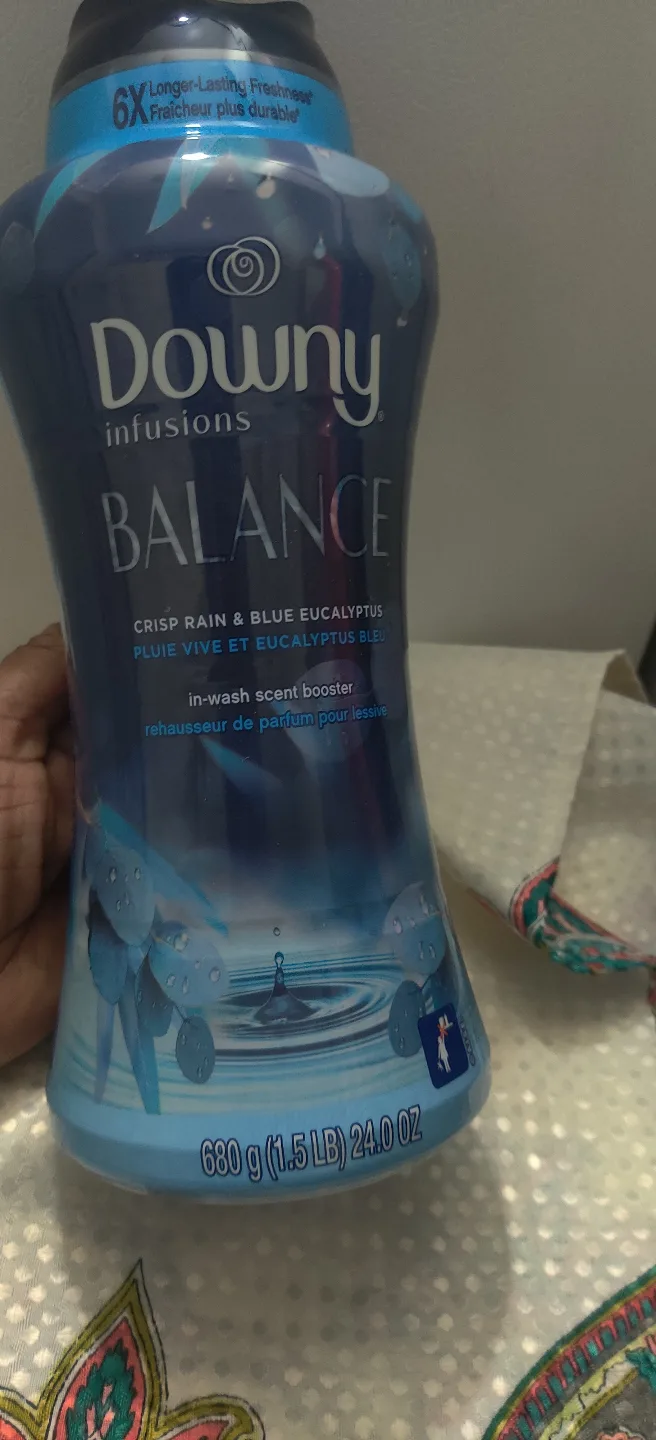 6X Longer-Lasting Freshness*
Fraîcheur plus durable*
Downy
infusions
BALANCE
CRISP RAIN & BLUE EUCALYPTUS
PLUIE VIVE ET EUCALYPTUS BLEU
in-wash scent booster
rehausseur de parfum pour lessive
680 g (1.5 LB) 24.0 OZ